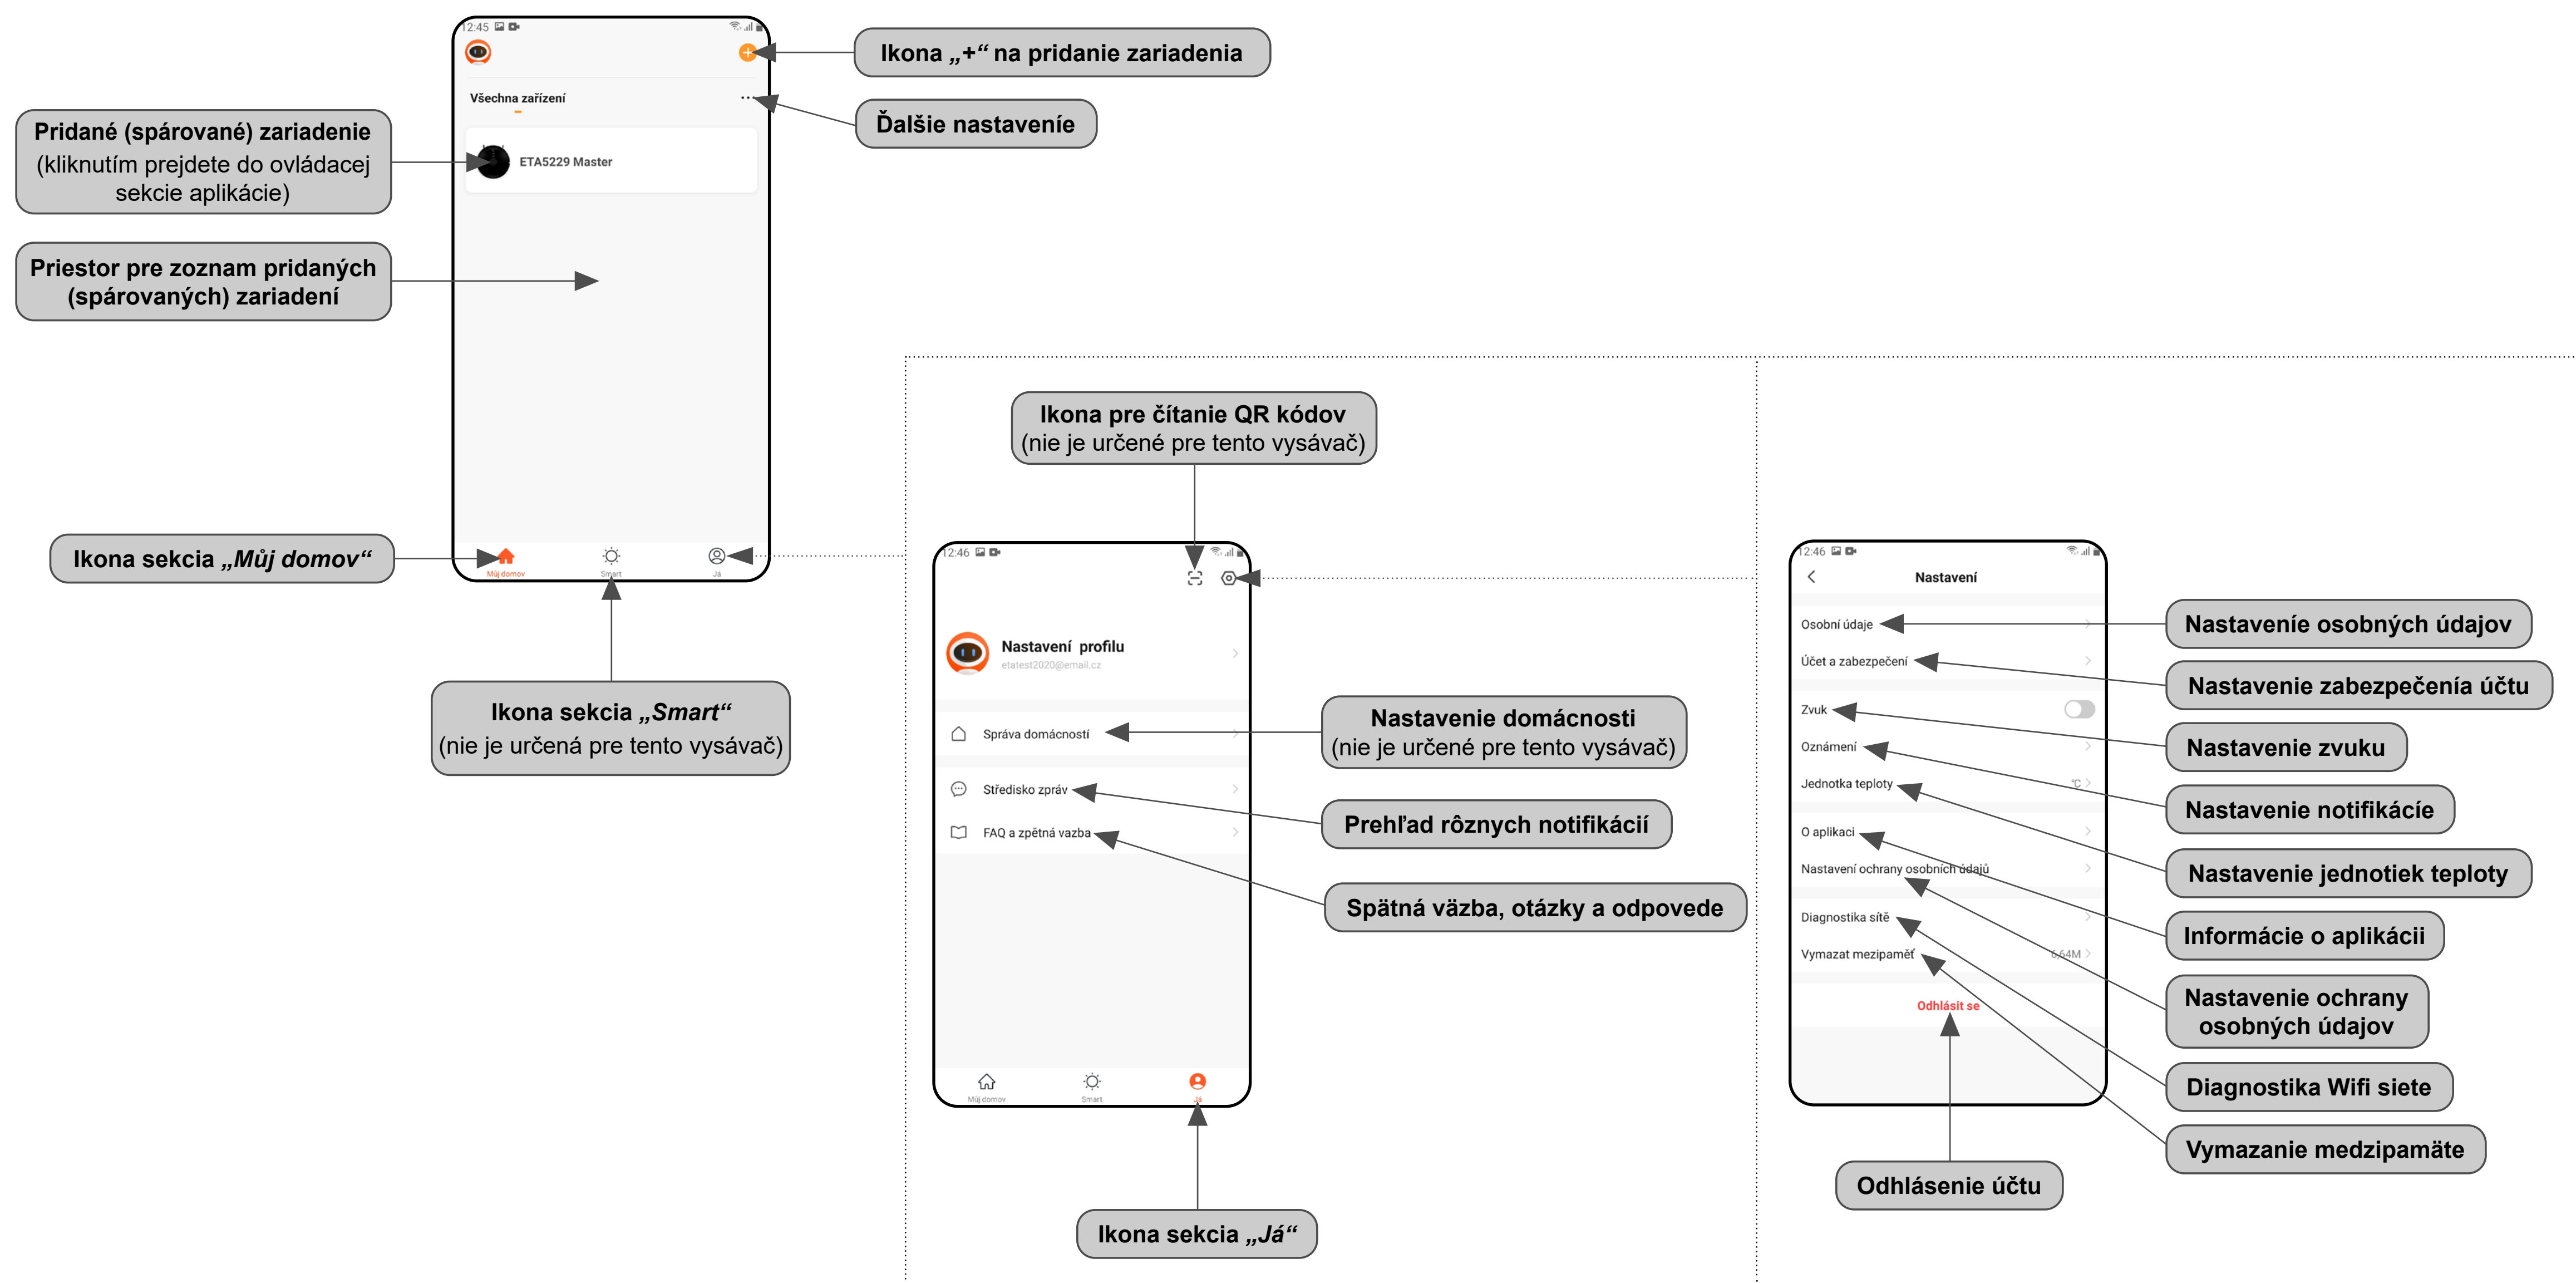 12:45
Všechna zařízení
ETA5229 Master
Můj domov
Smart
Já
Ikona „+“ na pridanie zariadenia
Ďalšie nastaveníe
Pridané (spárované) zariadenie
(kliknutím prejdete do ovládacej
sekcie aplikácie)
Priestor pre zoznam pridaných
(spárovaných) zariadení
Ikona sekcia „Můj domov“
Ikona sekcia „Smart“
(nie je určená pre tento vysávač)
Ikona pre čítanie QR kódov
(nie je určené pre tento vysávač)
12:46
Nastavení profilu
etatest2020@email.cz
Správa domácností
Středisko zpráv
FAQ a zpětná vazba
Můj domov
Smart
Já
Nastavenie domácnosti
(nie je určené pre tento vysávač)
Prehľad rôznych notifikácií
Spätná väzba, otázky a odpovede
Ikona sekcia „Já“
12:46
Nastavení
Osobní údaje
Účet a zabezpečení
Zvuk
Oznámení
Jednotka teploty
℃
O aplikaci
Nastavení ochrany osobních údajů
Diagnostika sítě
Vymazat mezipaměť
6,64M
Odhlásit se
Nastaveníe osobných údajov
Nastavenie zabezpečenía účtu
Nastavenie zvuku
Nastavenie notifikácíe
Nastavenie jednotiek teploty
Informácie o aplikácii
Nastavenie ochrany
osobných údajov
Diagnostika Wifi siete
Vymazanie medzipamäte
Odhlásenie účtu